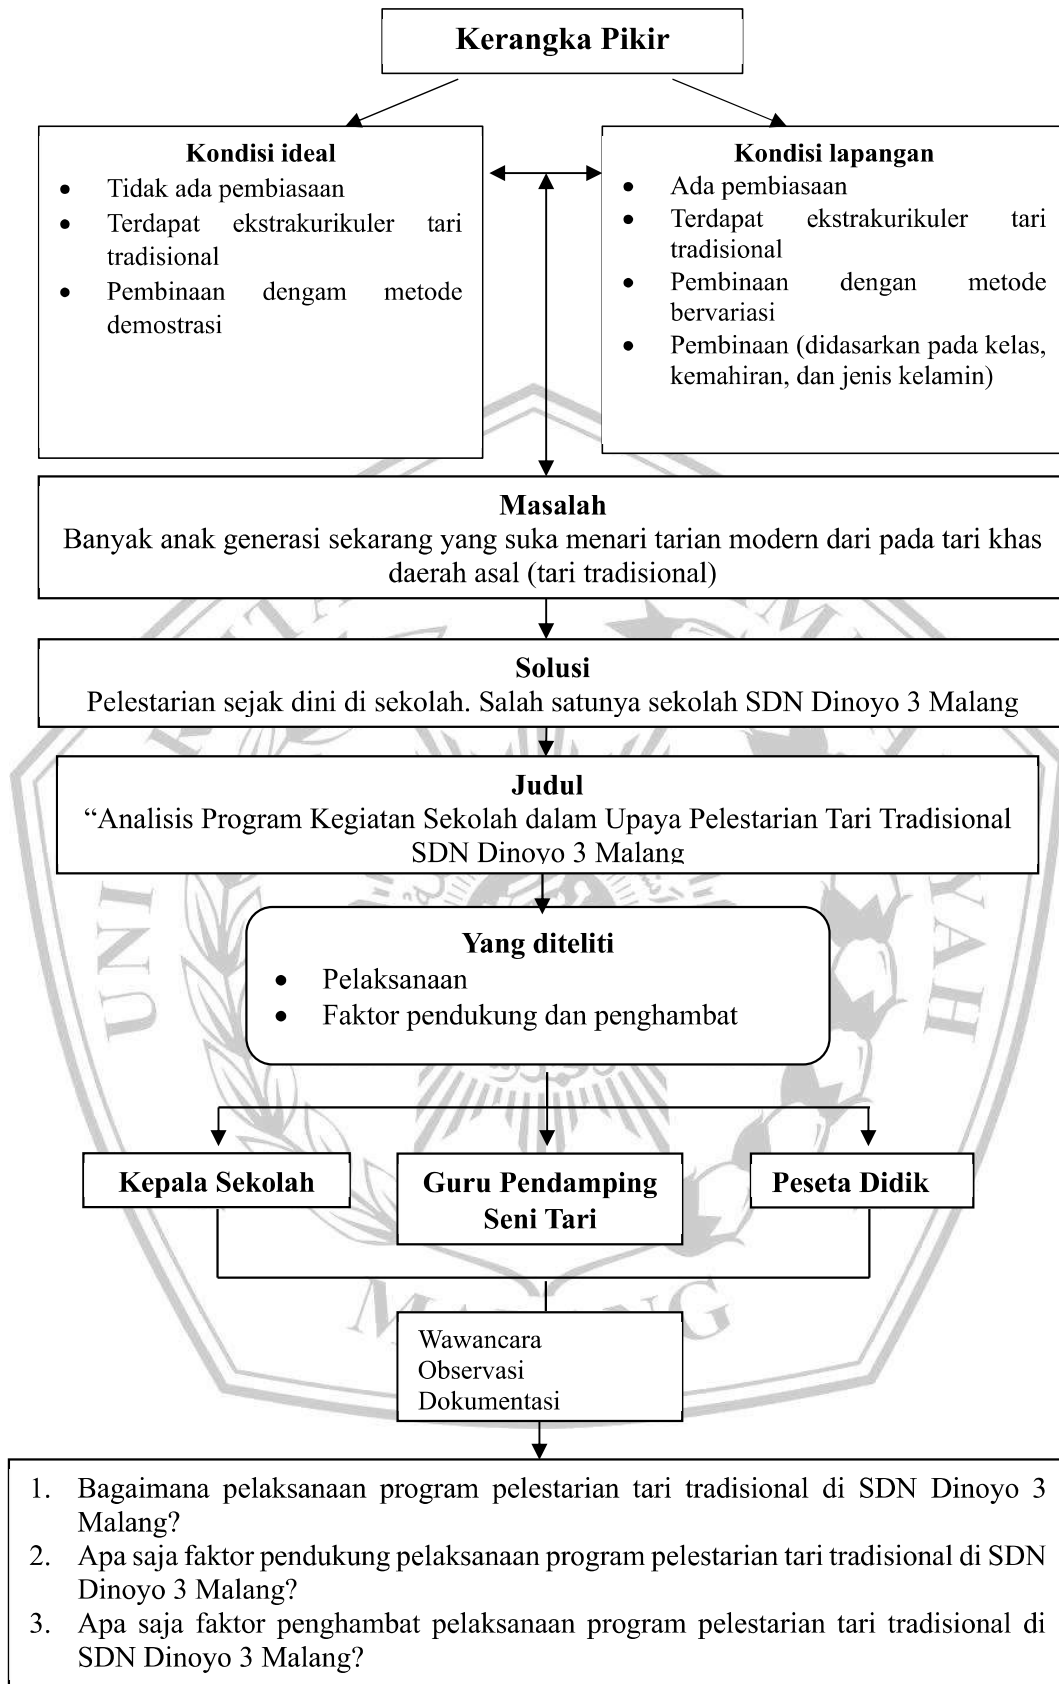 Kerangka Pikir
Kondisi ideal
• Tidak ada pembiasaan
• Terdapat ekstrakurikuler tari
tradisional
• Pembinaan dengam metode
demostrasi
Kondisi lapangan
• Ada pembiasaan
• Terdapat ekstrakurikuler tari
tradisional
• Pembinaan dengan metode
bervariasi
• Pembinaan (didasarkan pada kelas,
kemahiran, dan jenis kelamin)
Masalah
Banyak anak generasi sekarang yang suka menari tarian modern dari pada tari khas
daerah asal (tari tradisional)
Solusi
Pelestarian sejak dini di sekolah. Salah satunya sekolah SDN Dinoyo 3 Malang
Judul
“Analisis Program Kegiatan Sekolah dalam Upaya Pelestarian Tari Tradisional
SDN Dinoyo 3 Malang
Yang diteliti
• Pelaksanaan
• Faktor pendukung dan penghambat
Kepala Sekolah
Guru Pendamping
Seni Tari
Peseta Didik
Wawancara
Observasi
Dokumentasi
1. Bagaimana pelaksanaan program pelestarian tari tradisional di SDN Dinoyo 3
Malang?
2. Apa saja faktor pendukung pelaksanaan program pelestarian tari tradisional di SDN
Dinoyo 3 Malang?
3. Apa saja faktor penghambat pelaksanaan program pelestarian tari tradisional di
SDN Dinoyo 3 Malang?